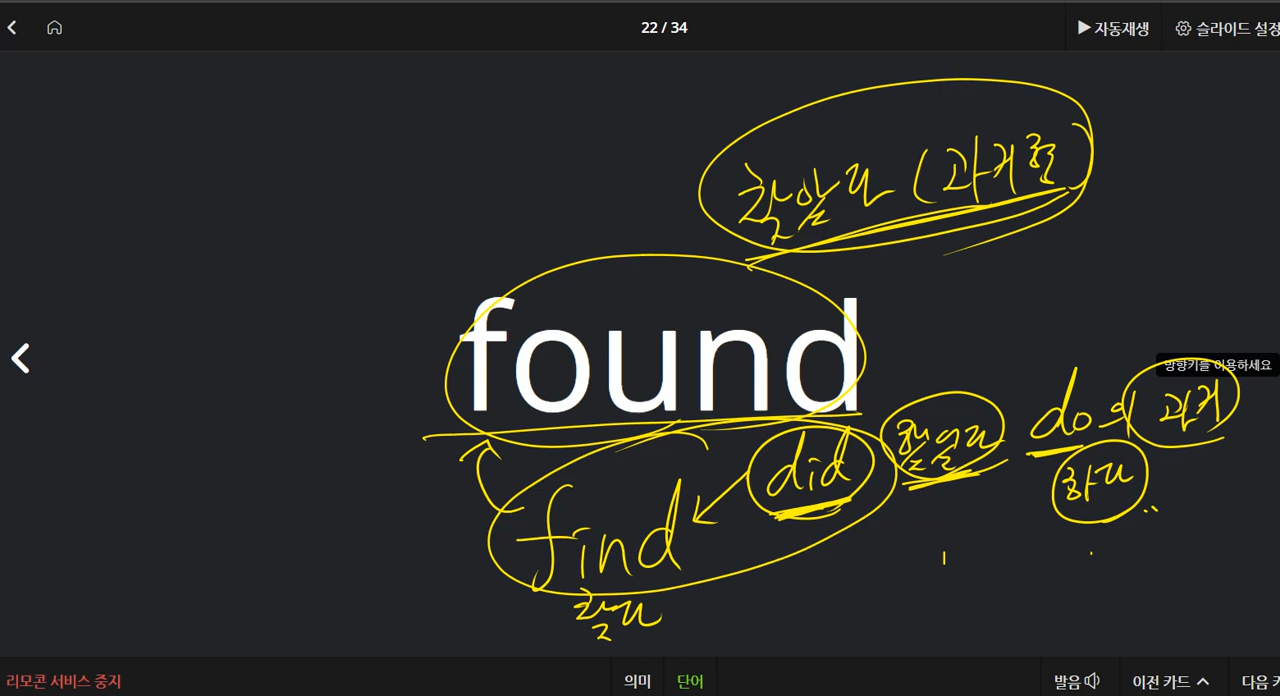 22 / 34
▶ 자동재생
슬라이드 설정
찾았다 (과거형)
found
방향키를 이용하세요
did
했었다
do의 과거
하다
find
찾다
리모콘 서비스 중지
의미
단어
발음
이전 카드
다음